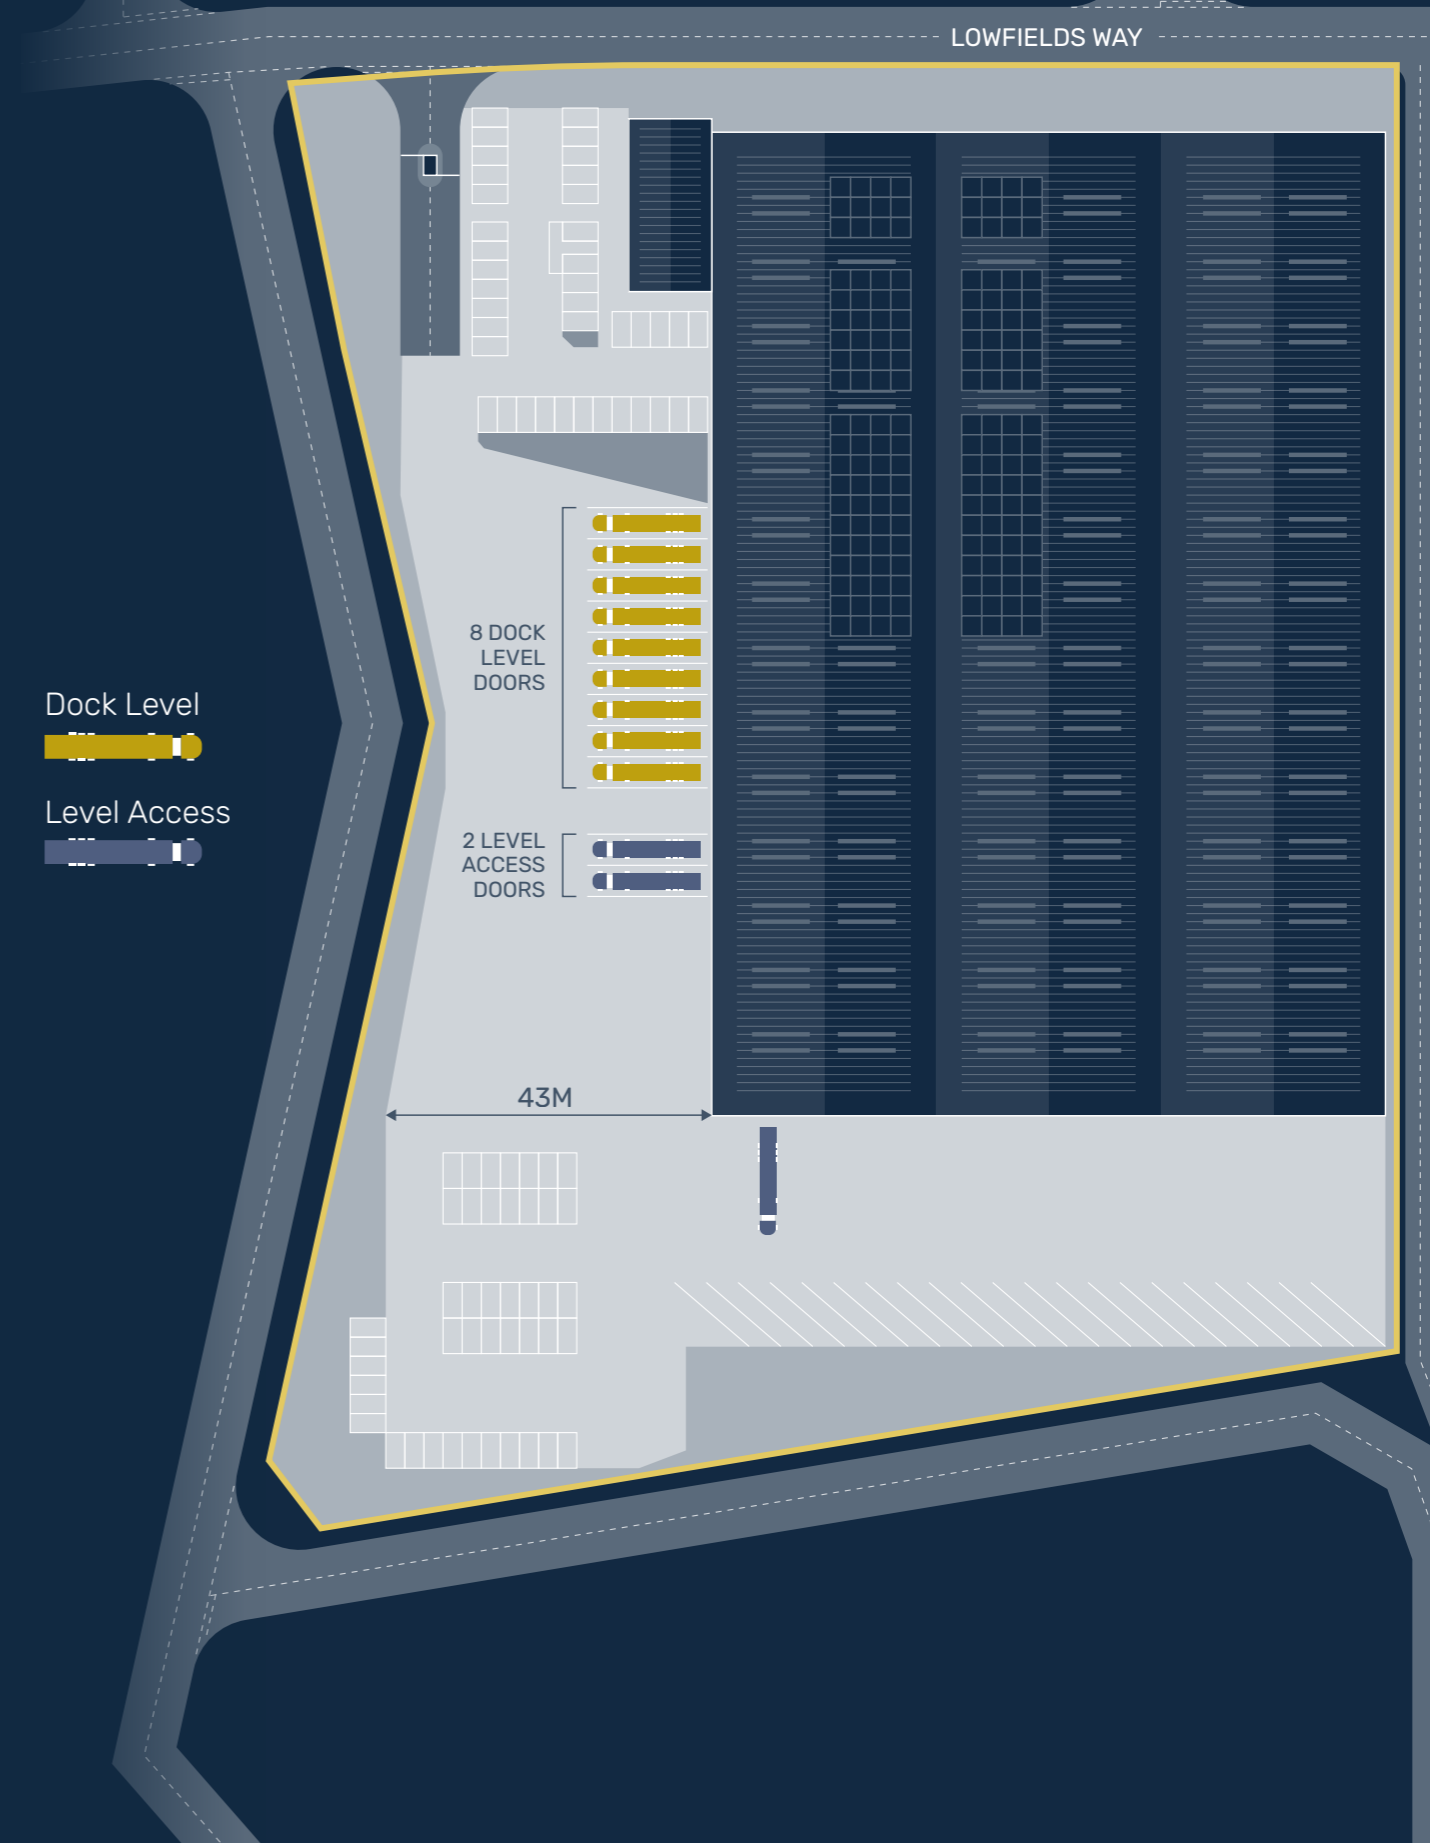 LOWFIELDS WAY
8 DOCK
LEVEL
DOORS
Dock Level
Level Access
2 LEVEL
ACCESS
DOORS
43M